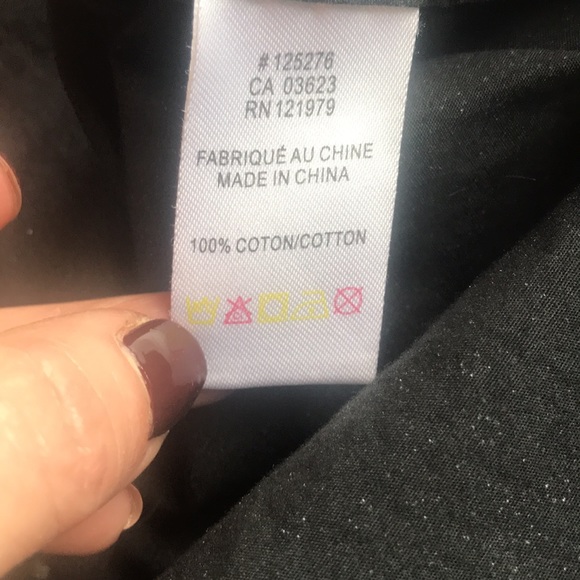 #125276
CA 03623
RN 121979
FABRIQUÉ AU CHINE
MADE IN CHINA
100% COTON/COTTON